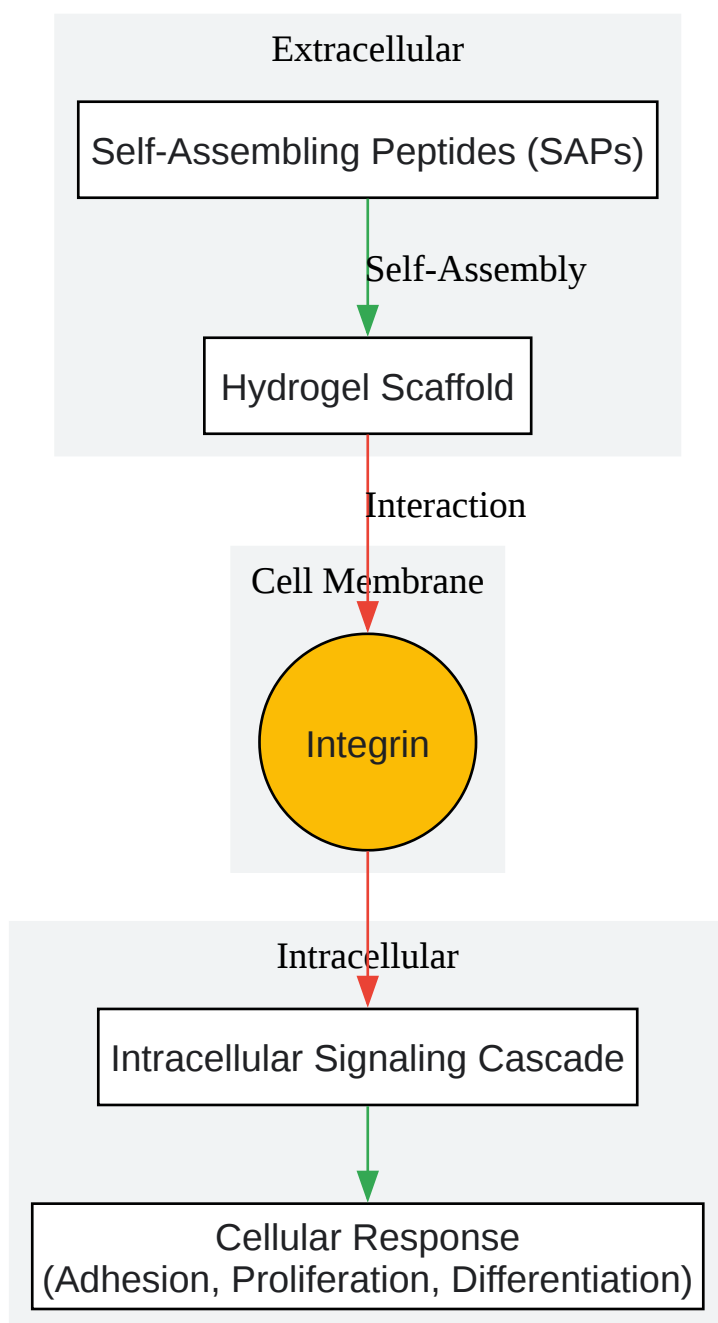 Extracellular
Self-Assembling Peptides (SAPs)
Self-Assembly
Hydrogel Scaffold
Interaction
Cell Membrane
Integrin
Intracellular
Intracellular Signaling Cascade
Cellular Response
(Adhesion, Proliferation, Differentiation)